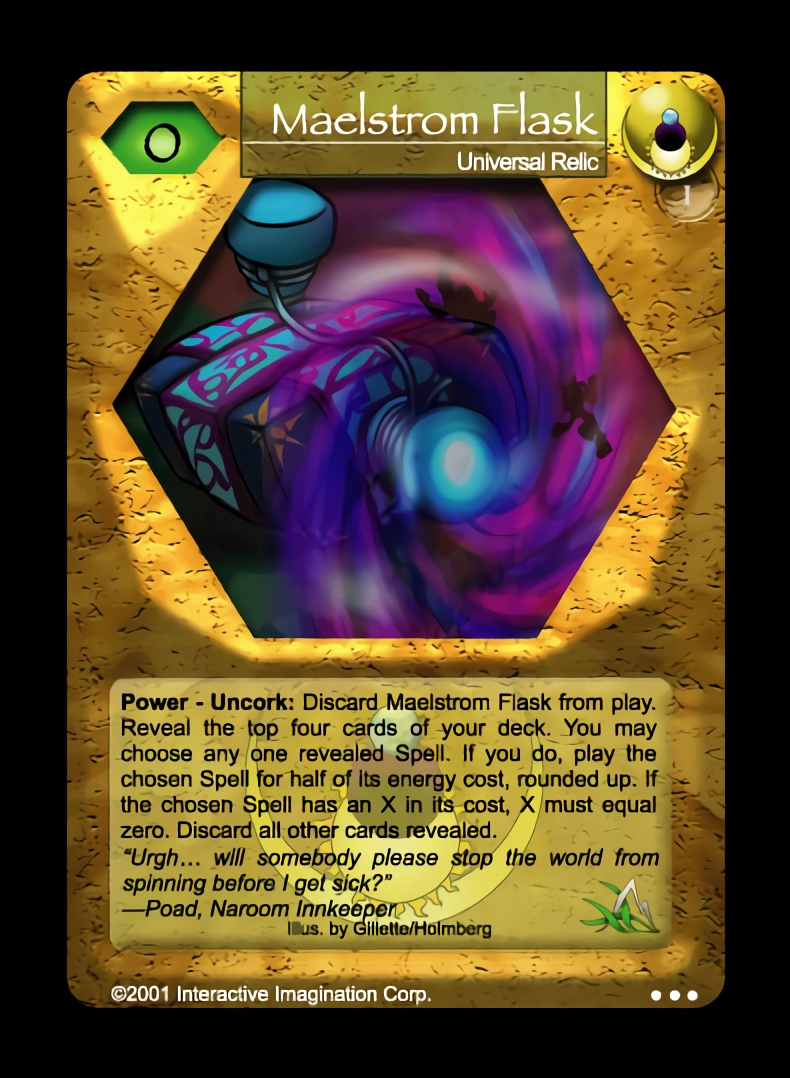 0
Maelstrom Flask
Universal Relic
1
Power - Uncork: Discard Maelstrom Flask from play.
Reveal the top four cards of your deck. You may
choose any one revealed Spell. If you do, play the
chosen Spell for half of its energy cost, rounded up. If
the chosen Spell has an X in its cost, X must equal
zero. Discard all other cards revealed.
“Urgh… will somebody please stop the world from
spinning before I get sick?”
—Poad, Naroom Innkeeper
Illus. by Gillette/Holmberg
©2001 Interactive Imagination Corp.